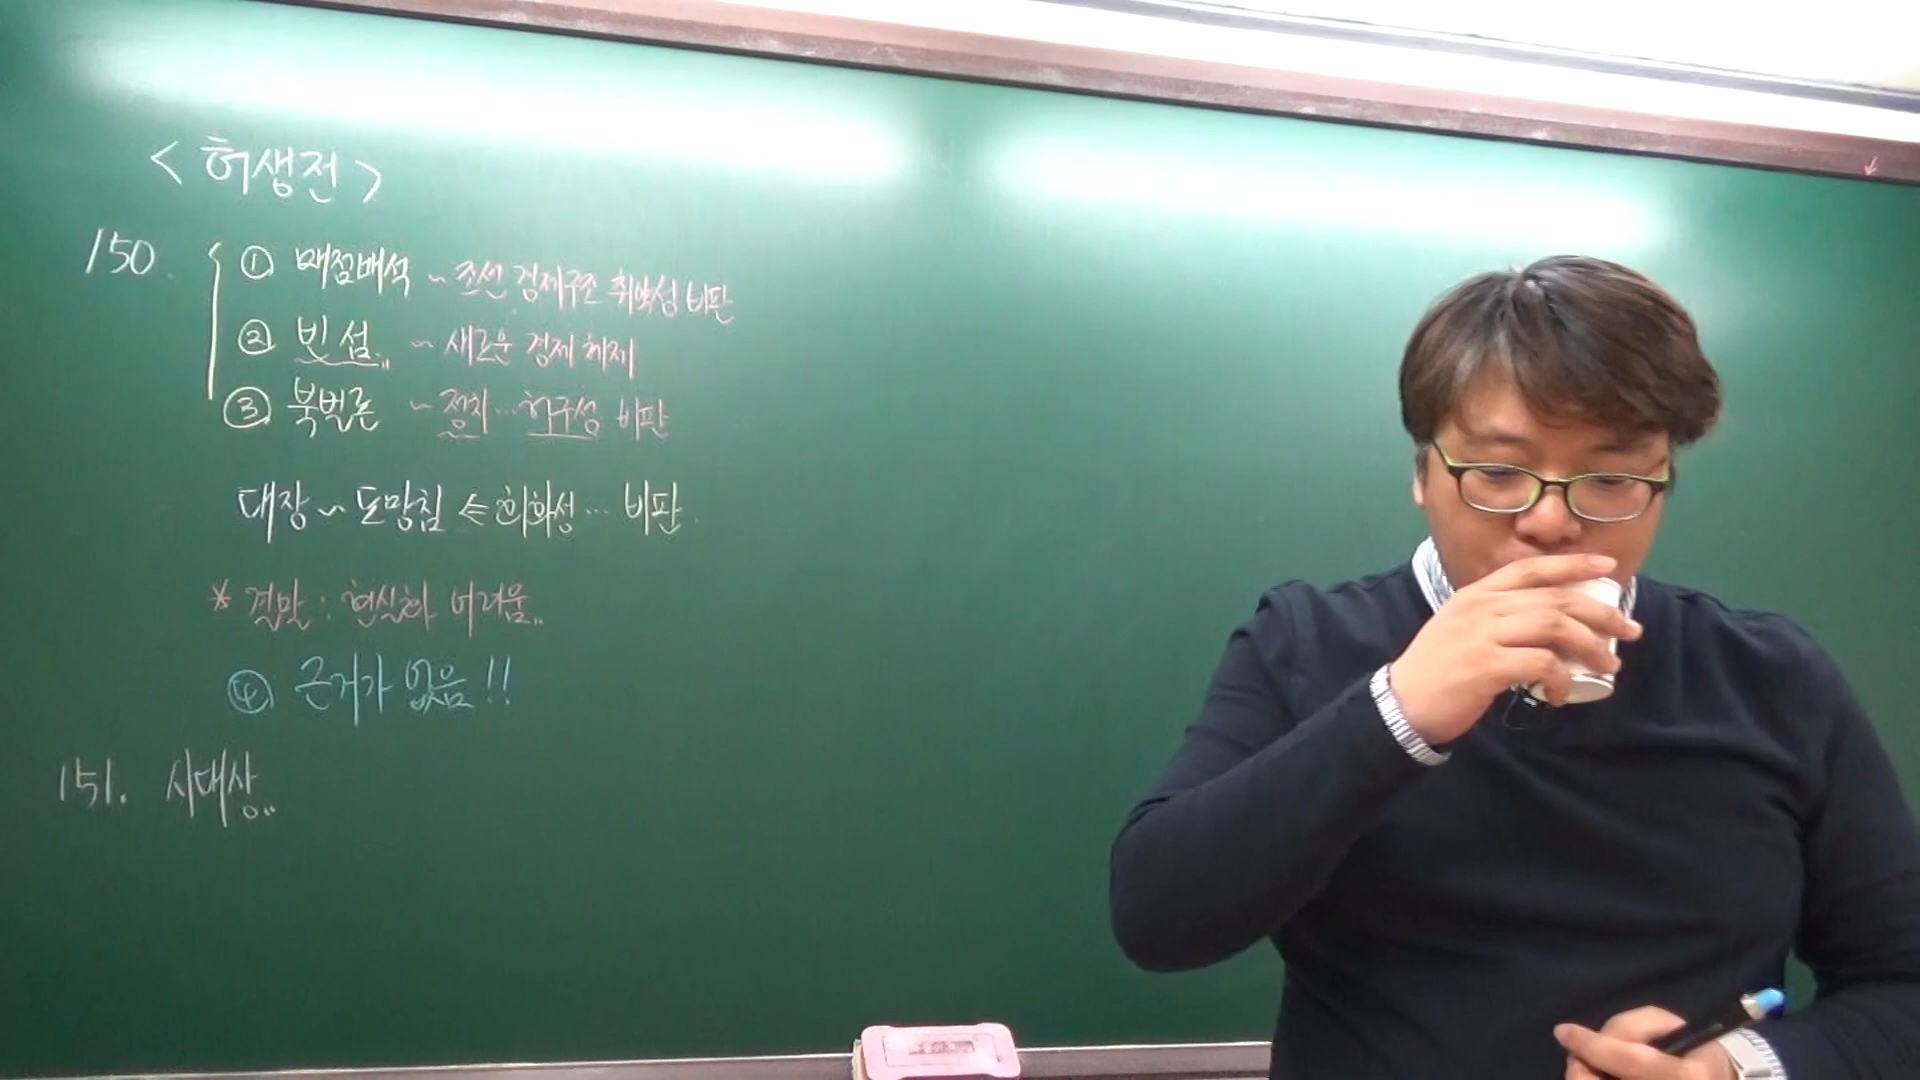 < 허생전 >
150. ① 매점매석 ~ 조선 경제구조 취약성 비판
② 빈 섬 ~ 새로운 경제 체제
③ 북벌론 ~ 정치… 허구성 비판
대장 ~ 도망침 ⇐ 희화성… 비판.
* 결말 : 현실화 어려움
④ 근거가 없음!!
151. 시대상